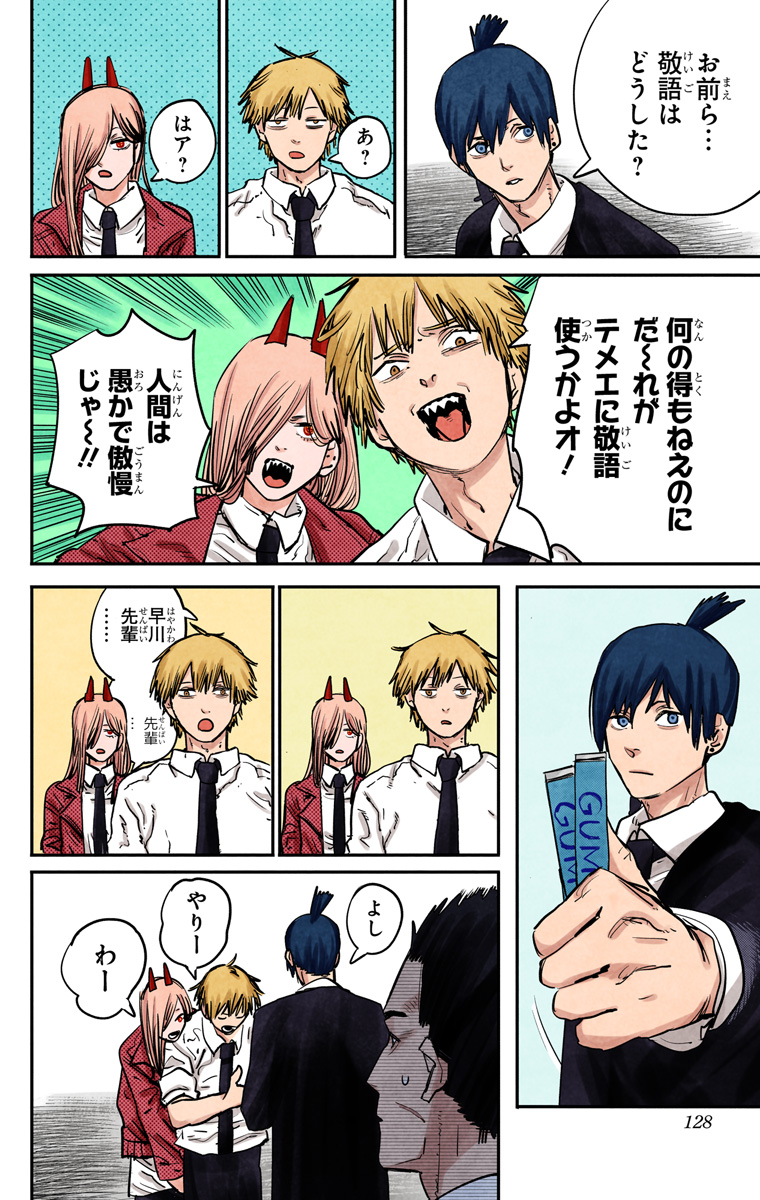 お前ら…
敬語は
どうした？
あ？
はア？
何の得もねえのに
だ〜れが
テメエに敬語
使うかよオ！
人間は
愚かで傲慢
じゃ〜!!
GUM
GUM
早川
先輩
……
先輩
…
よし
やりー
わー
128